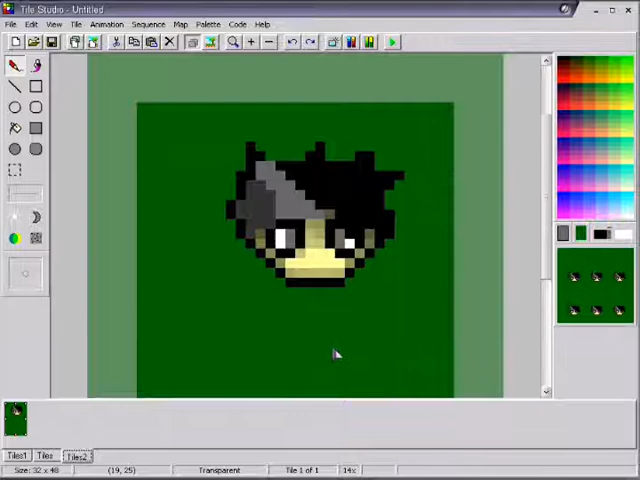 Tile Studio - Untitled
File Edit View Tile Animation Sequence Map Palette Code Help
Tiles1 Tiles Tiles2
Size: 32 x 48 (19, 25) Transparent Tile 1 of 1 14x